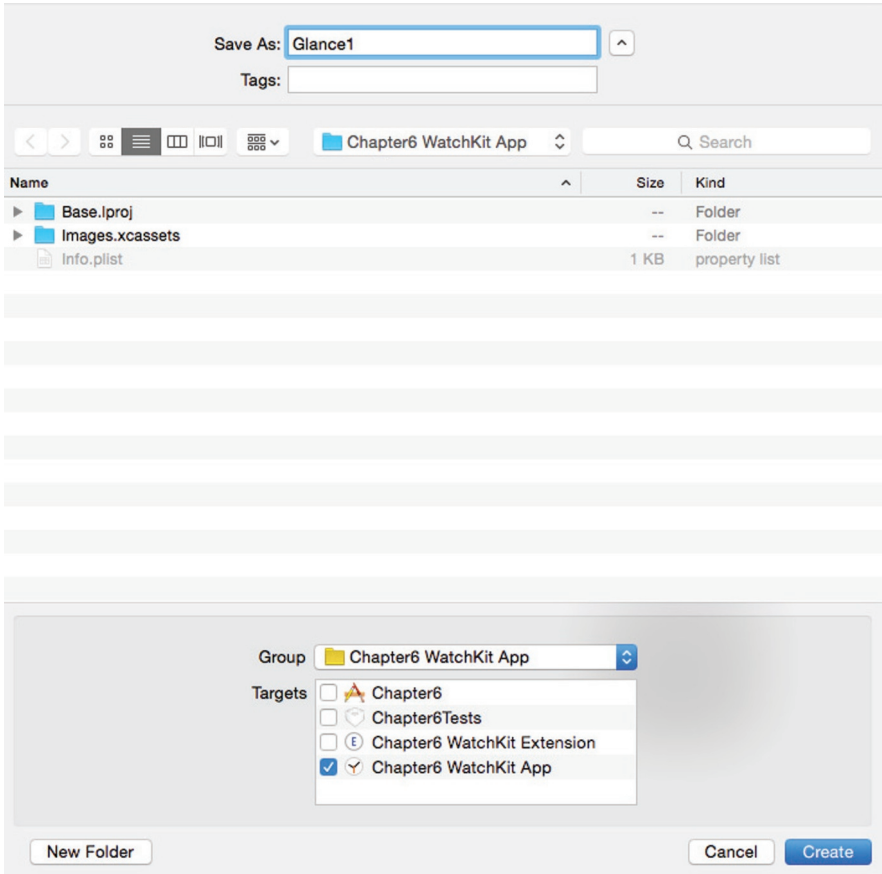 Save As: Glance1
Tags:
Chapter6 WatchKit App
Search
Name Size Kind
Base.lproj -- Folder
Images.xcassets -- Folder
Info.plist 1 KB property list
Group Chapter6 WatchKit App
Targets Chapter6
Chapter6Tests
E Chapter6 WatchKit Extension
Chapter6 WatchKit App
New Folder Cancel Create